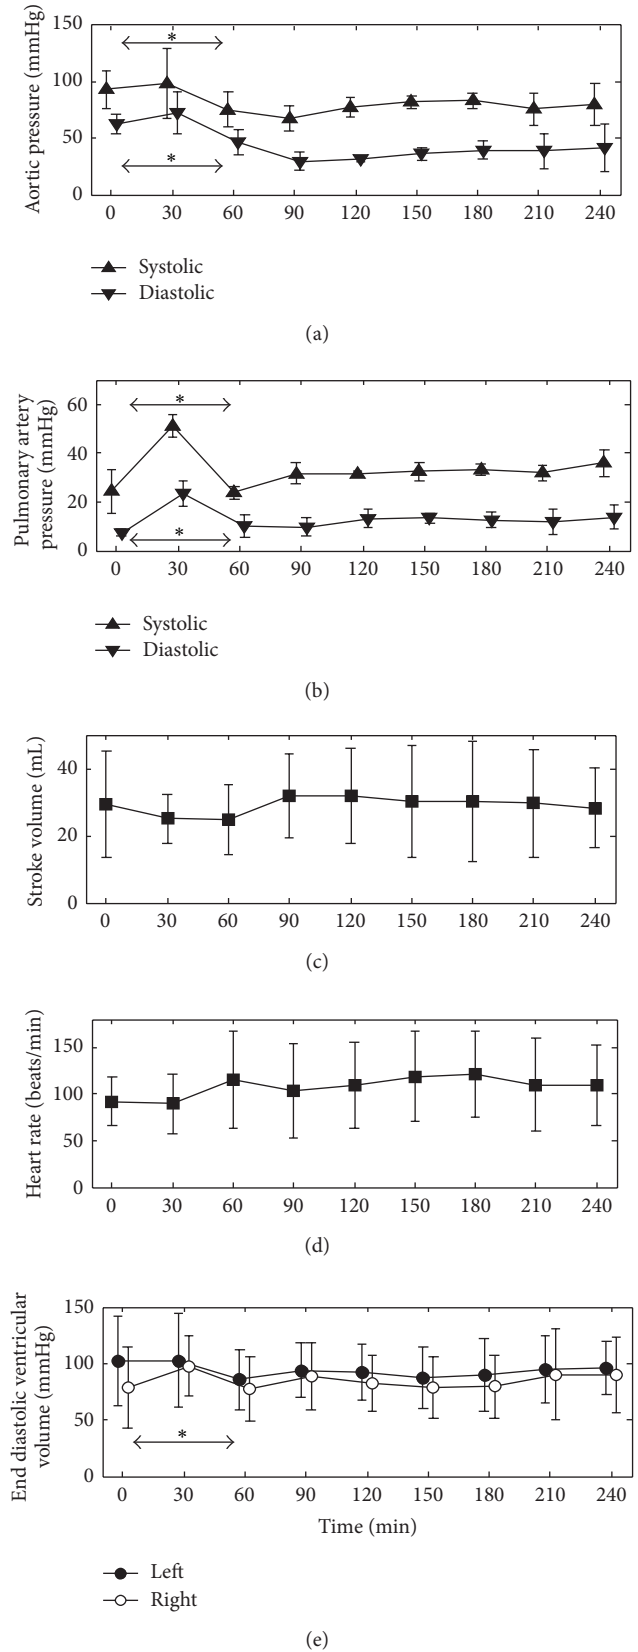 150
100
50
0
Aortic pressure (mmHg)
*
*
0 30 60 90 120 150 180 210 240
Systolic
Diastolic
(a)
60
40
20
0
Pulmonary artery
pressure (mmHg)
*
*
0 30 60 90 120 150 180 210 240
Systolic
Diastolic
(b)
40
20
0
Stroke volume (mL)
0 30 60 90 120 150 180 210 240
(c)
150
100
50
0
Heart rate (beats/min)
0 30 60 90 120 150 180 210 240
(d)
150
100
50
0
End diastolic ventricular
volume (mmHg)
*
0 30 60 90 120 150 180 210 240
Time (min)
Left
Right
(e)